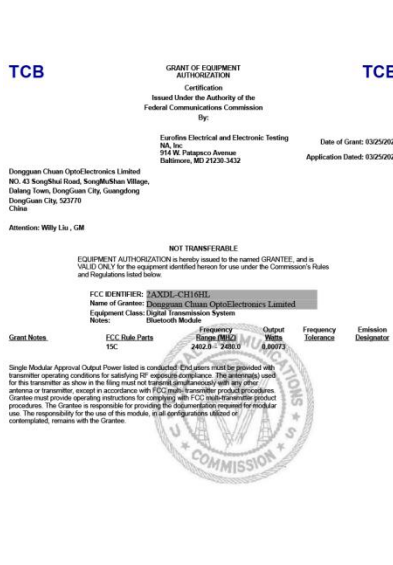 TCB
GRANT OF EQUIPMENT
AUTHORIZATION
TCB
Certification
Issued Under the Authority of the
Federal Communications Commission
By:
Eurofins Electrical and Electronic Testing
NA, Inc
914 W. Patapsco Avenue
Baltimore, MD 21230-3432
Date of Grant: 03/25/202
Application Dated: 03/25/202
Dongguan Chuan OptoElectronics Limited
NO. 43 SongShui Road, SongMuShan Village,
Dalang Town, DongGuan City, Guangdong
DongGuan City, 523770
China
Attention: Willy Liu , GM
NOT TRANSFERABLE
EQUIPMENT AUTHORIZATION is hereby issued to the named GRANTEE, and is
VALID ONLY for the equipment identified hereon for use under the Commission's Rules
and Regulations listed below.
FCC IDENTIFIER: 2AXDL-CH16HL
Name of Grantee: Dongguan Chuan OptoElectronics Limited
Equipment Class: Digital Transmission System
Notes: Bluetooth Module
Grant Notes FCC Rule Parts Frequency Range (MHZ) Output Watts Frequency Tolerance Emission Designator
15C 2402.0 - 2480.0 0.00073
Single Modular Approval Output Power listed is conducted. End users must be provided with
transmitter operating conditions for satisfying RF exposure compliance. The antenna(s) used
for this transmitter as show in the filing must not transmit simultaneously with any other
antenna or transmitter, except in accordance with FCC multi-transmitter product procedures.
Grantee must provide operating instructions for complying with FCC multi-transmitter product
procedures. The Grantee is responsible for providing the documentation required for modular
use. The responsibility for the use of this module, in all configurations utilized or
contemplated, remains with the Grantee.
COMMISSION